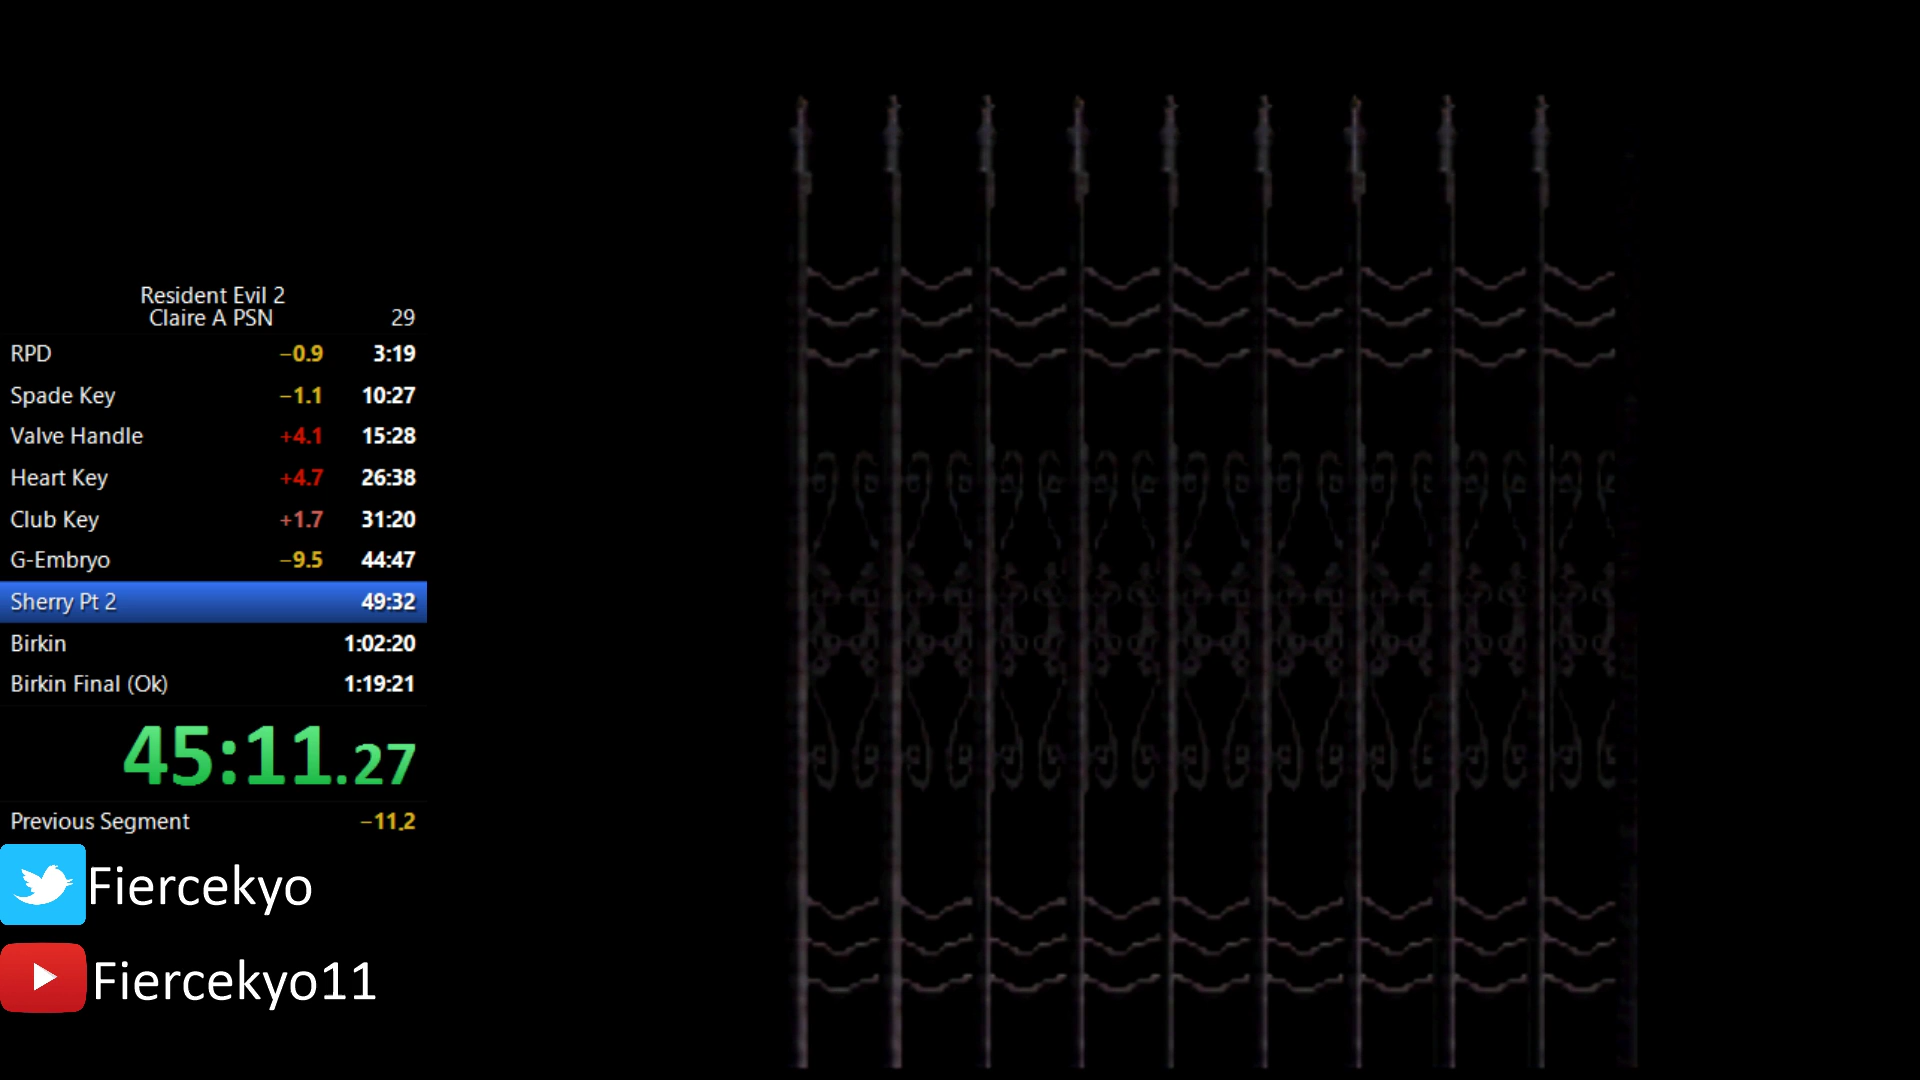 Resident Evil 2
Claire A PSN 29
RPD −0.9 3:19
Spade Key −1.1 10:27
Valve Handle +4.1 15:28
Heart Key +4.7 26:38
Club Key +1.7 31:20
G-Embryo −9.5 44:47
Sherry Pt 2 49:32
Birkin 1:02:20
Birkin Final (Ok) 1:19:21
45:11.27
Previous Segment −11.2
Fiercekyo
Fiercekyo11